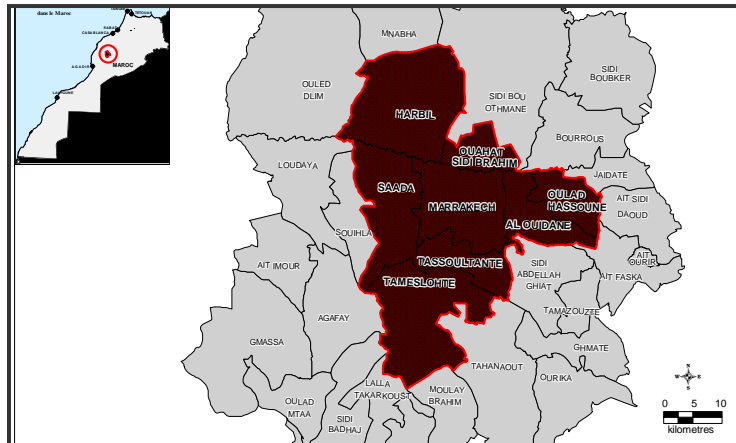 dans le Maroc
TETOUAN
RABAT
CASABLANCA
AGADIR
MAROC
LAAYOUNE
MNABHA
OULED
DLIM
SIDI BOU
OTHMANE
SIDI
BOUBKER
HARBIL
BOURROUS
OUAHAT
SIDI BRAHIM
LOUDAYA
JAIDATE
SAADA
OULAD
HASSOUNE
AIT SIDI
DAOUD
MARRAKECH
AL OUIDANE
SOUIHLA
AIT
OURIR
AIT IMOUR
TASSOULTANTE
SIDI
ABDELLAH
GHIAT
AIT FASKA
TAMESLOHTE
TAMAZOUZTE
AGAFAY
GMASSA
GHMATE
TAHANAOUT
OURIKA
LALLA
TAKARKOUST
MOULAY
BRAHIM
OULAD
MTAA
SIDI
BADHAJ
N
W E
S
0 5 10
kilometres